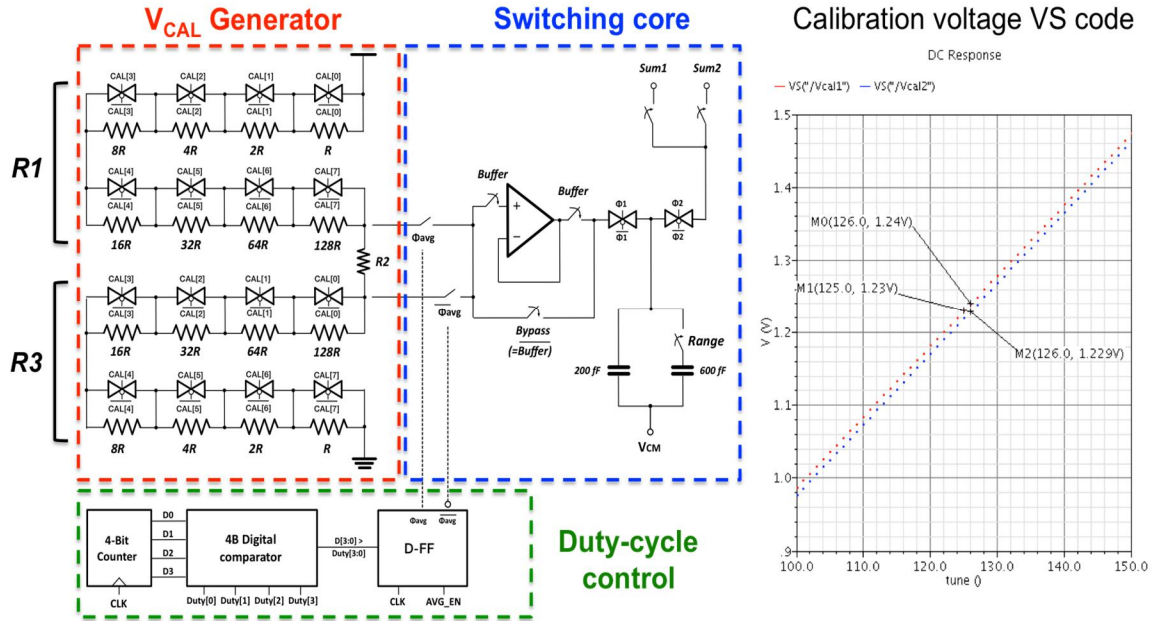 V_CAL Generator
Switching core
Calibration voltage VS code
CAL[3] CAL[2] CAL[1] CAL[0]
CAL[3] CAL[2] CAL[1] CAL[0]
8R 4R 2R R
R1
CAL[4] CAL[5] CAL[6] CAL[7]
CAL[4] CAL[5] CAL[6] CAL[7]
16R 32R 64R 128R
R2
CAL[3] CAL[2] CAL[1] CAL[0]
CAL[3] CAL[2] CAL[1] CAL[0]
16R 32R 64R 128R
R3
CAL[4] CAL[5] CAL[6] CAL[7]
CAL[4] CAL[5] CAL[6] CAL[7]
8R 4R 2R R
Sum1 Sum2
Buffer Buffer
+
−
Φ1 Φ2
Φ1 Φ2
Φavg
Φavg
Bypass
(=Buffer)
Range
200 fF 600 fF
VCM
DC Response
VS("/Vcal1") VS("/Vcal2")
1.5
1.4
1.3
1.2
1.1
1.0
.9
V (V)
M0(126.0, 1.24V)
M1(125.0, 1.23V)
M2(126.0, 1.229V)
100.0 110.0 120.0 130.0 140.0 150.0
tune ()
4-Bit
Counter
CLK
D0
D1
D2
D3
4B Digital
comparator
Duty[0] Duty[1] Duty[2] Duty[3]
D[3:0] >
Duty[3:0]
Φavg Φavg
D-FF
CLK AVG_EN
Duty-cycle
control